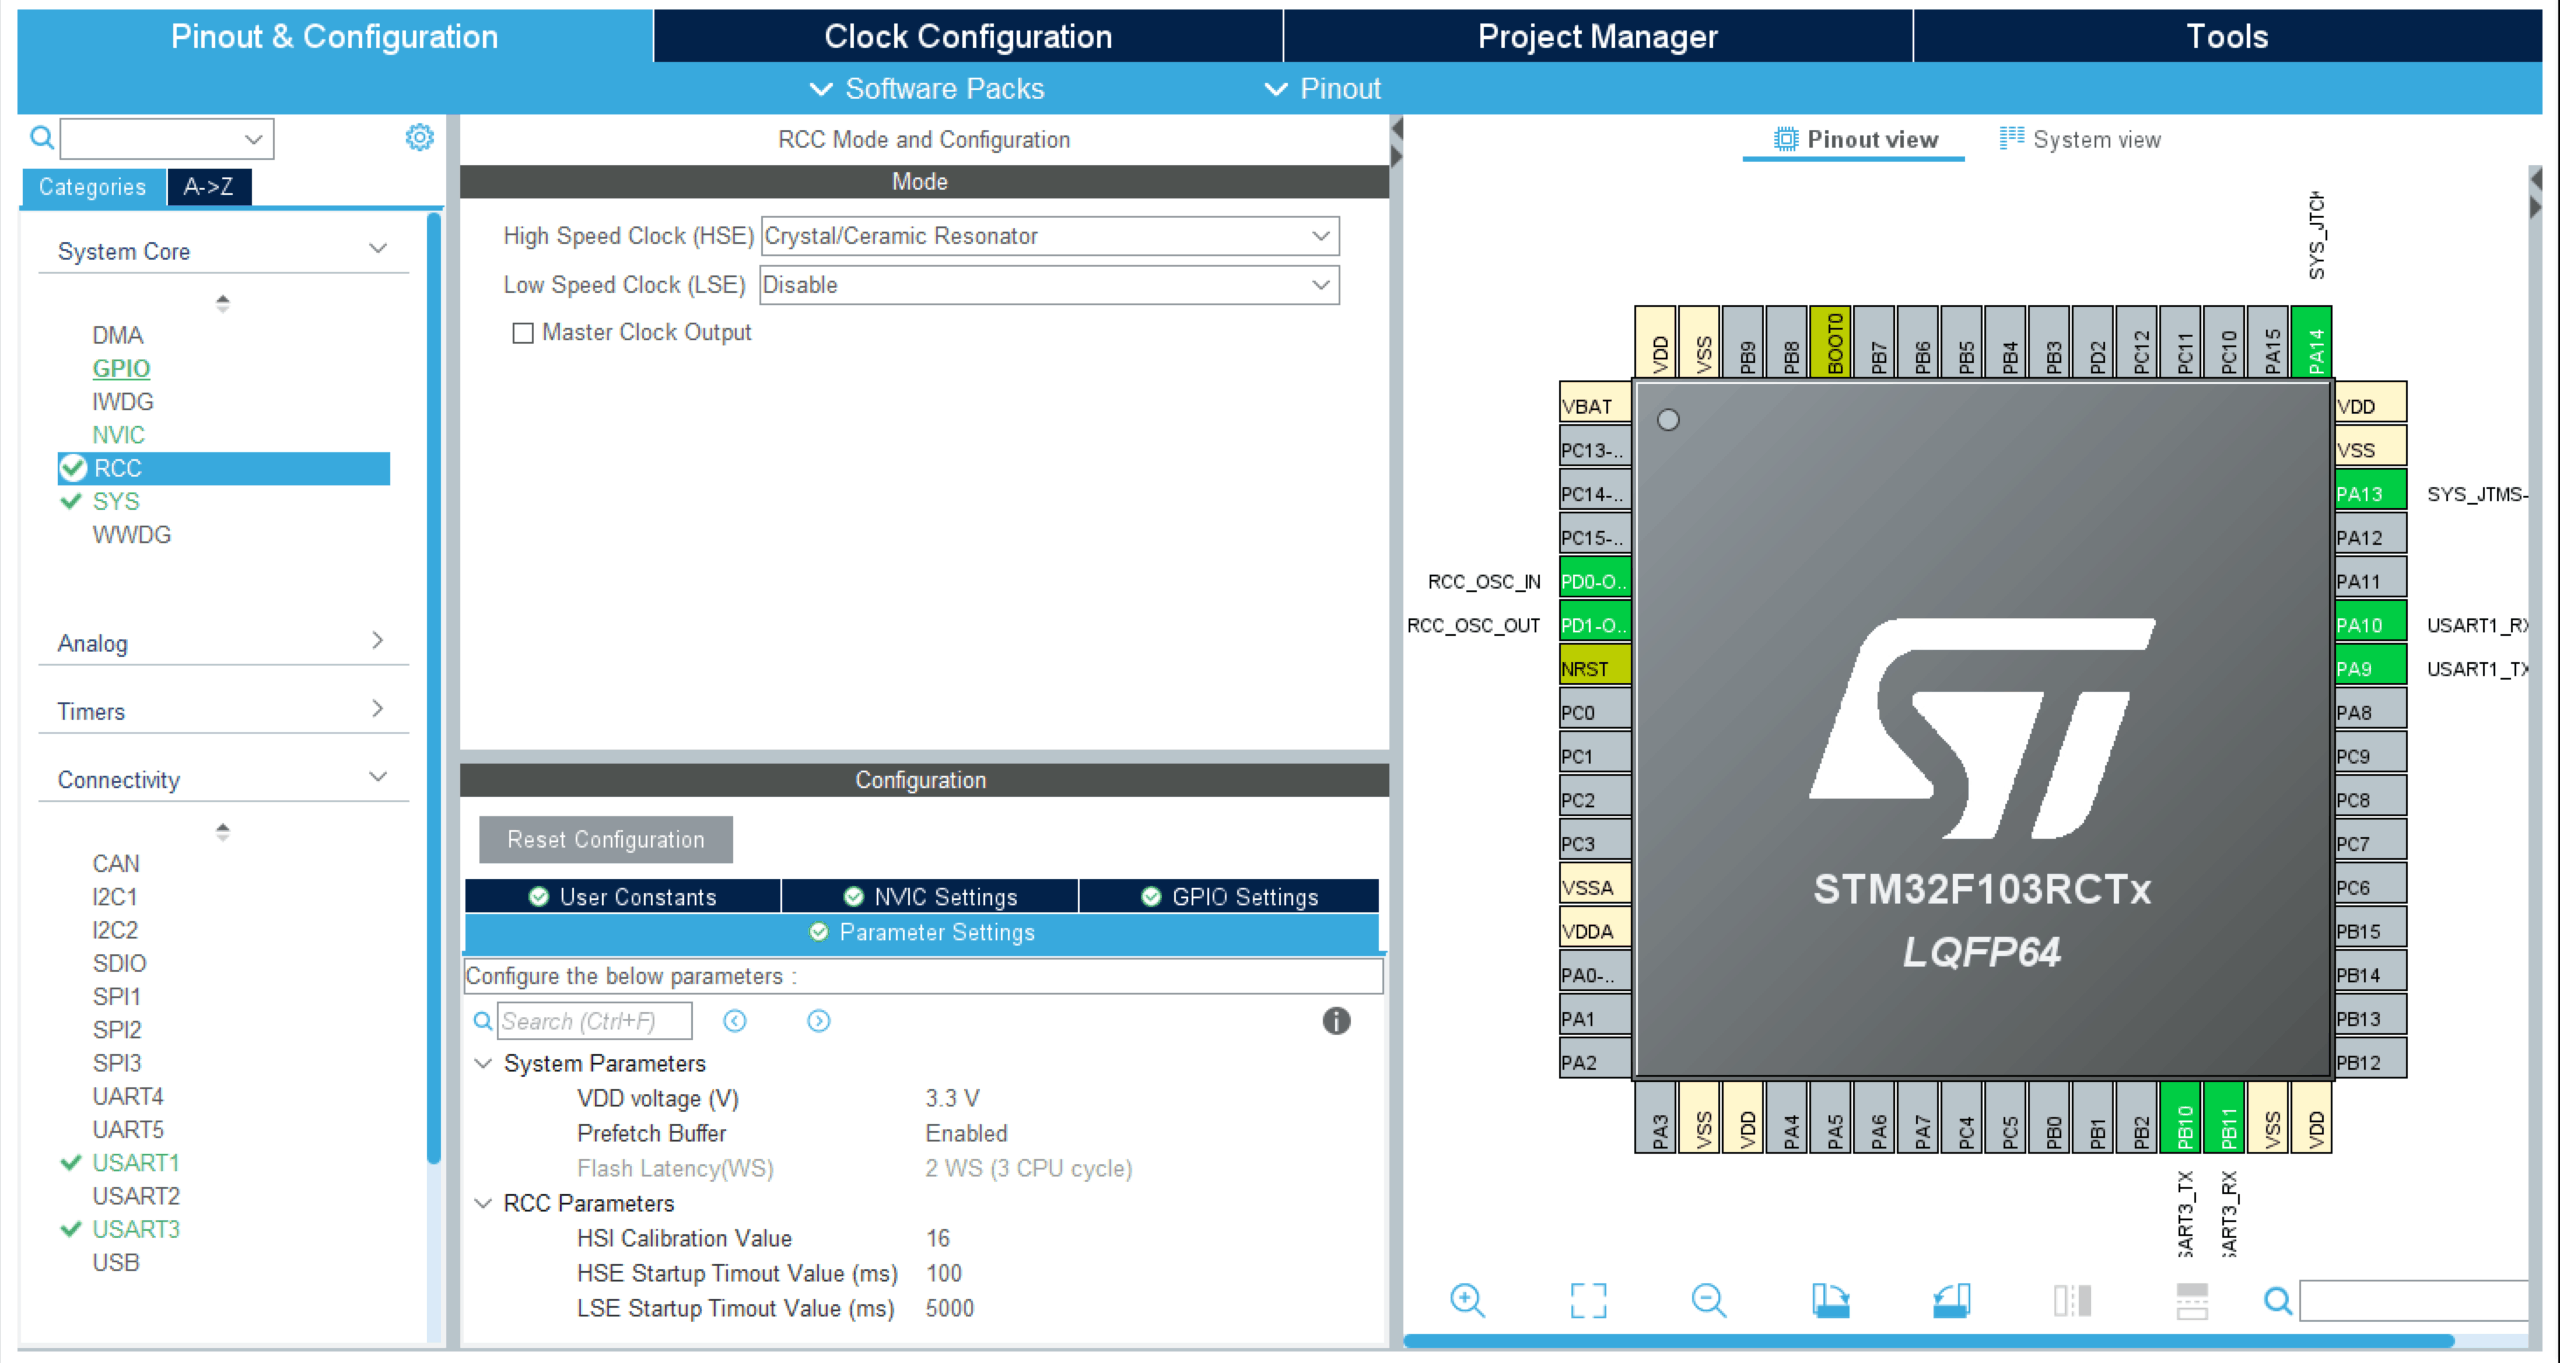 Pinout & Configuration
Clock Configuration
Project Manager
Tools
Software Packs
Pinout
Categories
A->Z
System Core
DMA
GPIO
IWDG
NVIC
RCC
SYS
WWDG
Analog
Timers
Connectivity
CAN
I2C1
I2C2
SDIO
SPI1
SPI2
SPI3
UART4
UART5
USART1
USART2
USART3
USB
RCC Mode and Configuration
Mode
High Speed Clock (HSE) Crystal/Ceramic Resonator
Low Speed Clock (LSE) Disable
Master Clock Output
Configuration
Reset Configuration
User Constants
NVIC Settings
GPIO Settings
Parameter Settings
Configure the below parameters :
Search (Ctrl+F)
System Parameters
VDD voltage (V) 3.3 V
Prefetch Buffer Enabled
Flash Latency(WS) 2 WS (3 CPU cycle)
RCC Parameters
HSI Calibration Value 16
HSE Startup Timout Value (ms) 100
LSE Startup Timout Value (ms) 5000
Pinout view
System view
SYS_JTCK
VDD
VSS
PB9
PB8
BOOT0
PB7
PB6
PB5
PB4
PB3
PD2
PC12
PC11
PC10
PA15
PA14
VBAT
PC13-..
PC14-..
PC15-..
RCC_OSC_IN PD0-O..
RCC_OSC_OUT PD1-O..
NRST
PC0
PC1
PC2
PC3
VSSA
VDDA
PA0-..
PA1
PA2
STM32F103RCTx
LQFP64
VDD
VSS
PA13 SYS_JTMS-
PA12
PA11
PA10 USART1_RX
PA9 USART1_TX
PA8
PC9
PC8
PC7
PC6
PB15
PB14
PB13
PB12
PA3
VSS
VDD
PA4
PA5
PA6
PA7
PC4
PC5
PB0
PB1
PB2
PB10
PB11
VSS
VDD
SART3_TX
SART3_RX